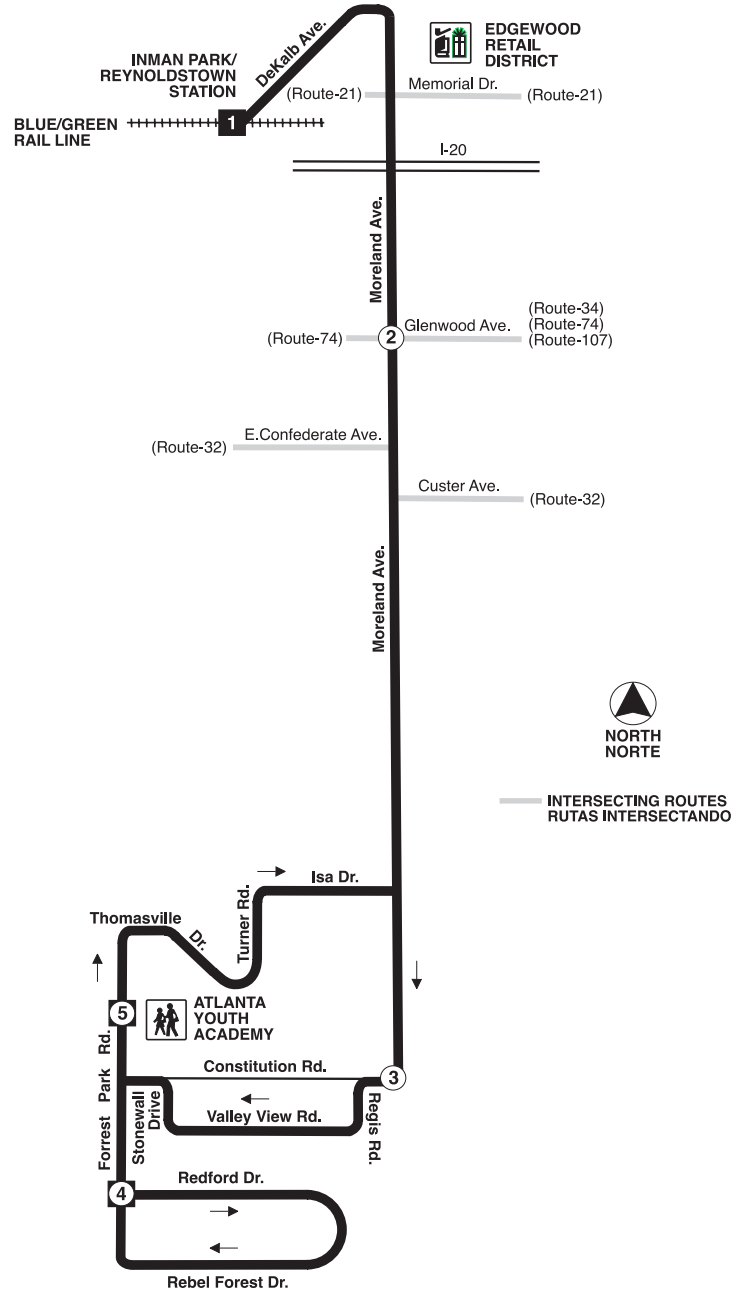 DeKalb Ave.
EDGEWOOD
RETAIL
DISTRICT
INMAN PARK/
REYNOLDSTOWN
STATION
Memorial Dr.
(Route-21)
(Route-21)
BLUE/GREEN
RAIL LINE
1
I-20
Moreland Ave.
(Route-34)
Glenwood Ave.
(Route-74)
(Route-74)
2
(Route-107)
E.Confederate Ave.
(Route-32)
Custer Ave.
(Route-32)
Moreland Ave.
NORTH
NORTE
INTERSECTING ROUTES
RUTAS INTERSECTANDO
Isa Dr.
Turner Rd.
Thomasville
Dr.
5
ATLANTA
YOUTH
ACADEMY
Forrest Park Rd.
Constitution Rd.
3
Stonewall
Drive
Valley View Rd.
Regis Rd.
4
Redford Dr.
Rebel Forest Dr.